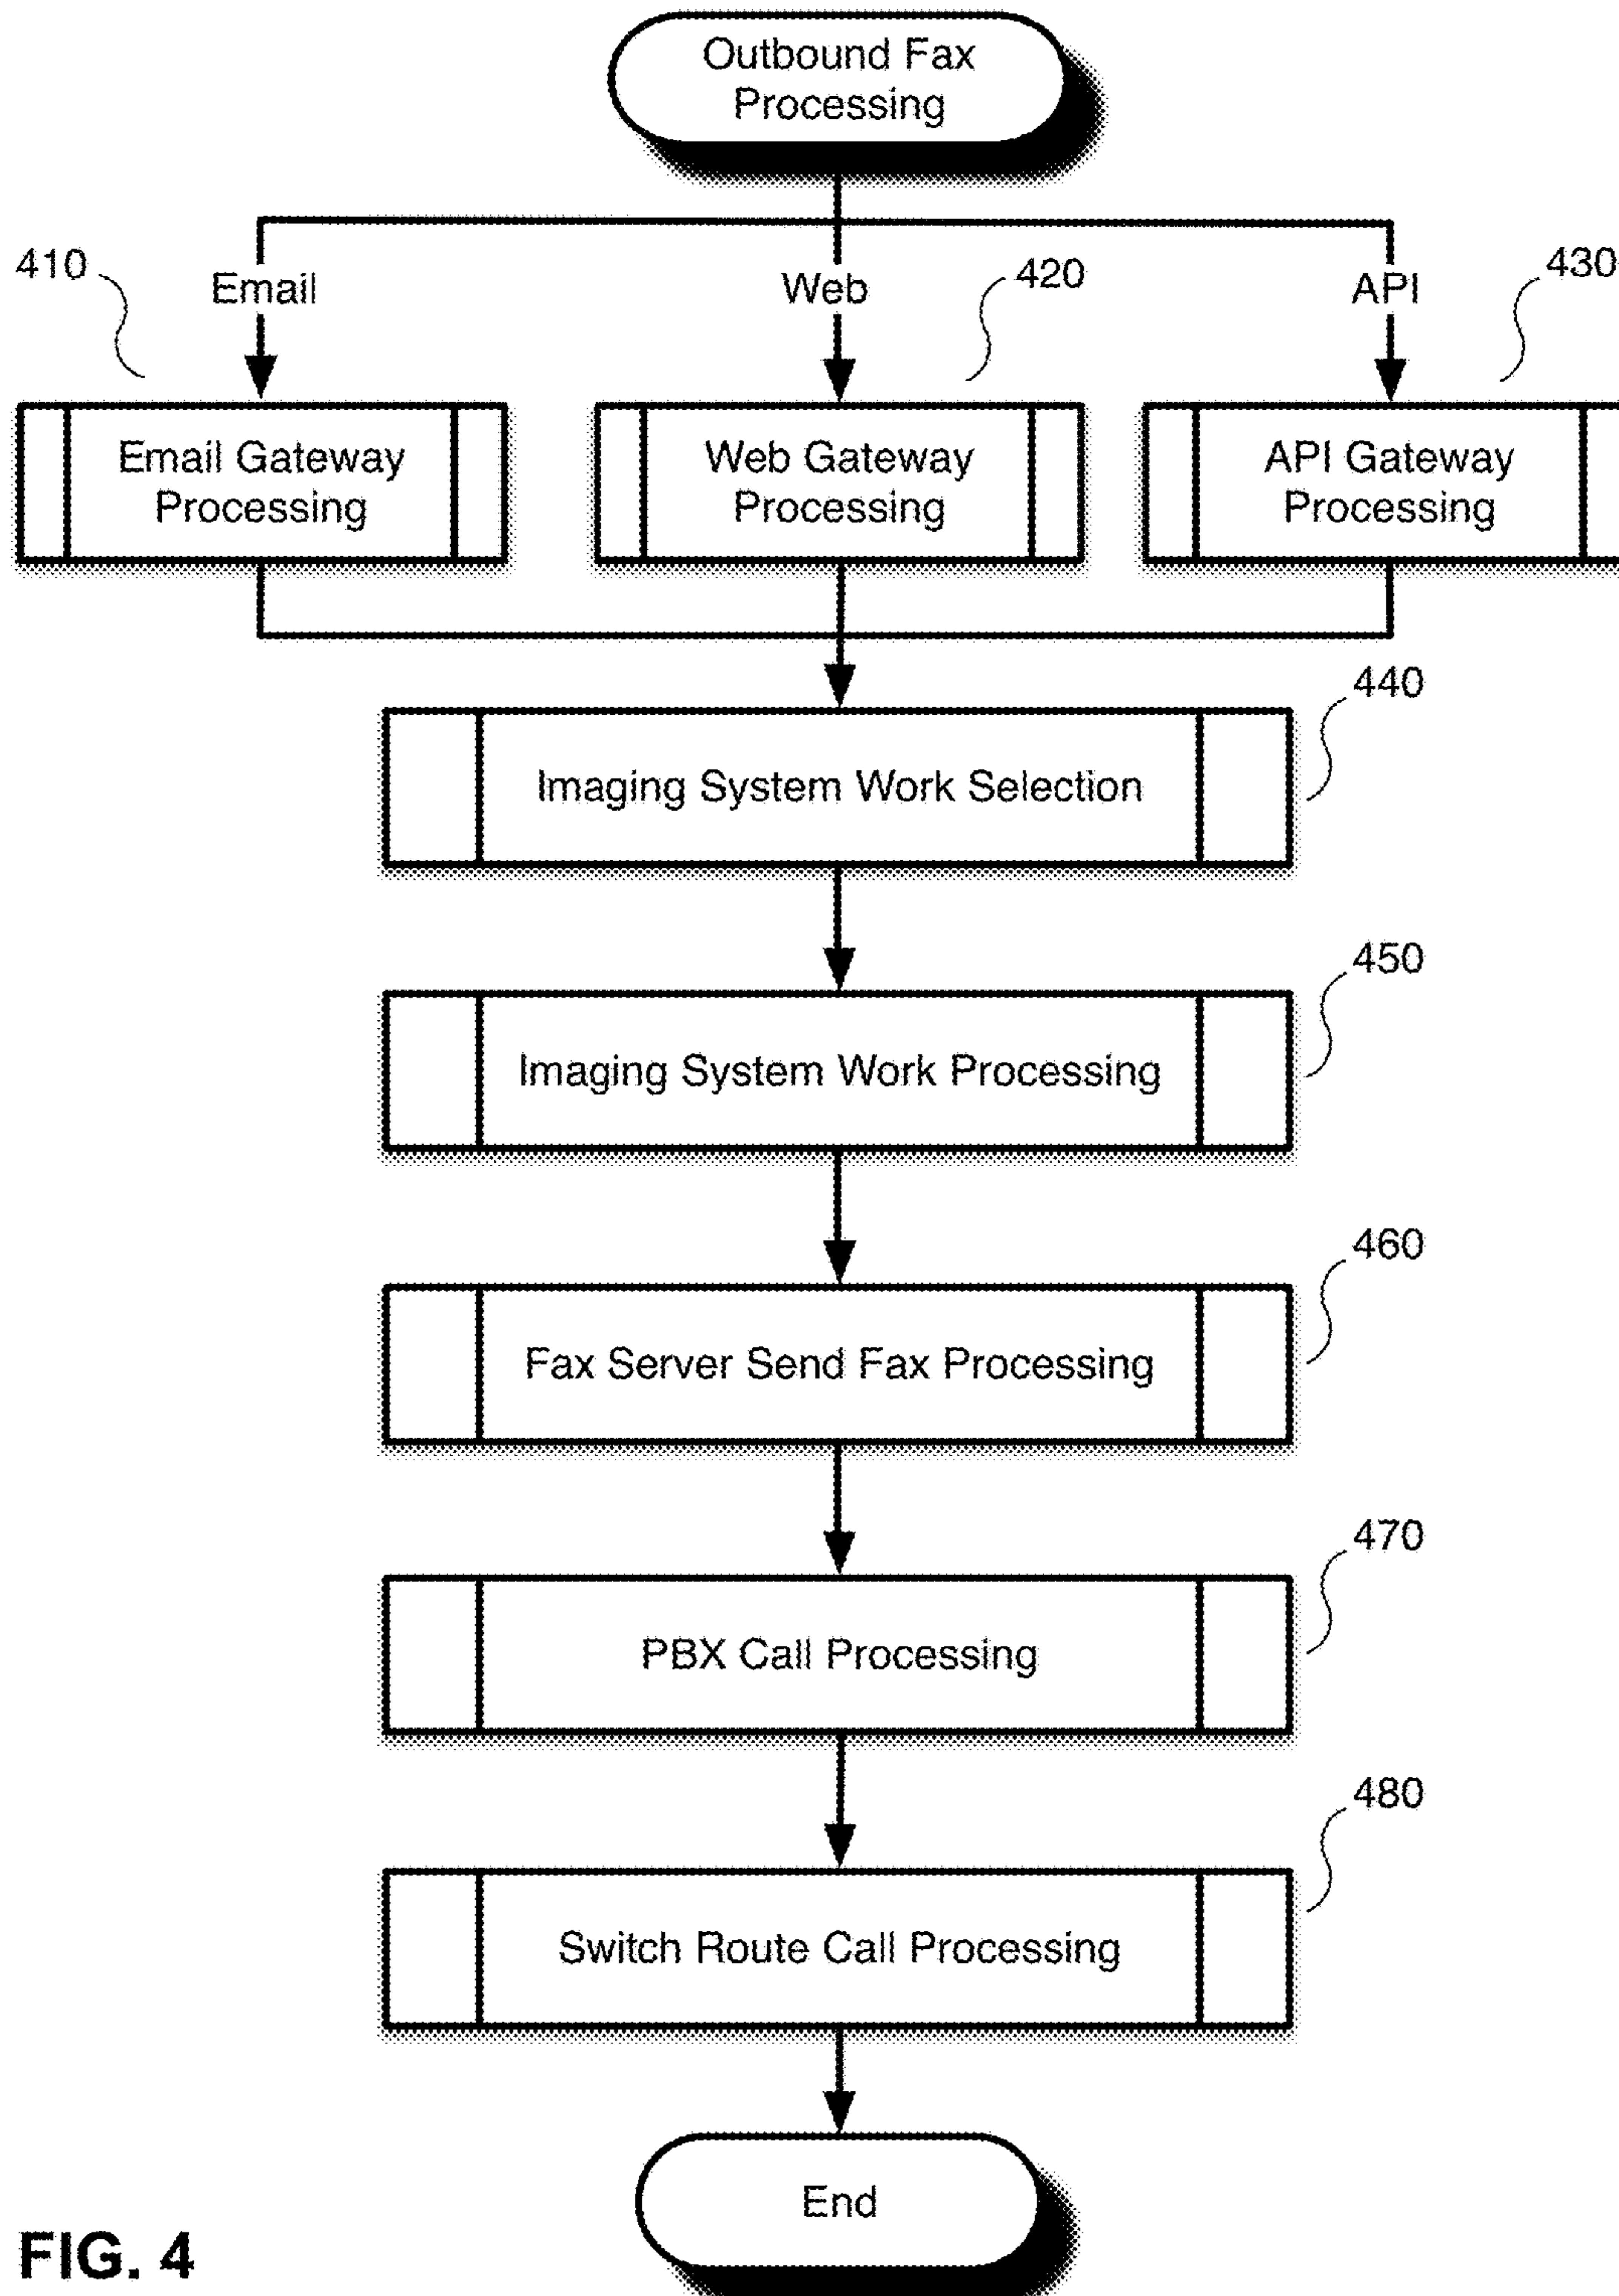 Outbound Fax
Processing
410
Email
Web
420
API
430
Email Gateway
Processing
Web Gateway
Processing
API Gateway
Processing
440
Imaging System Work Selection
450
Imaging System Work Processing
460
Fax Server Send Fax Processing
470
PBX Call Processing
480
Switch Route Call Processing
End
FIG. 4